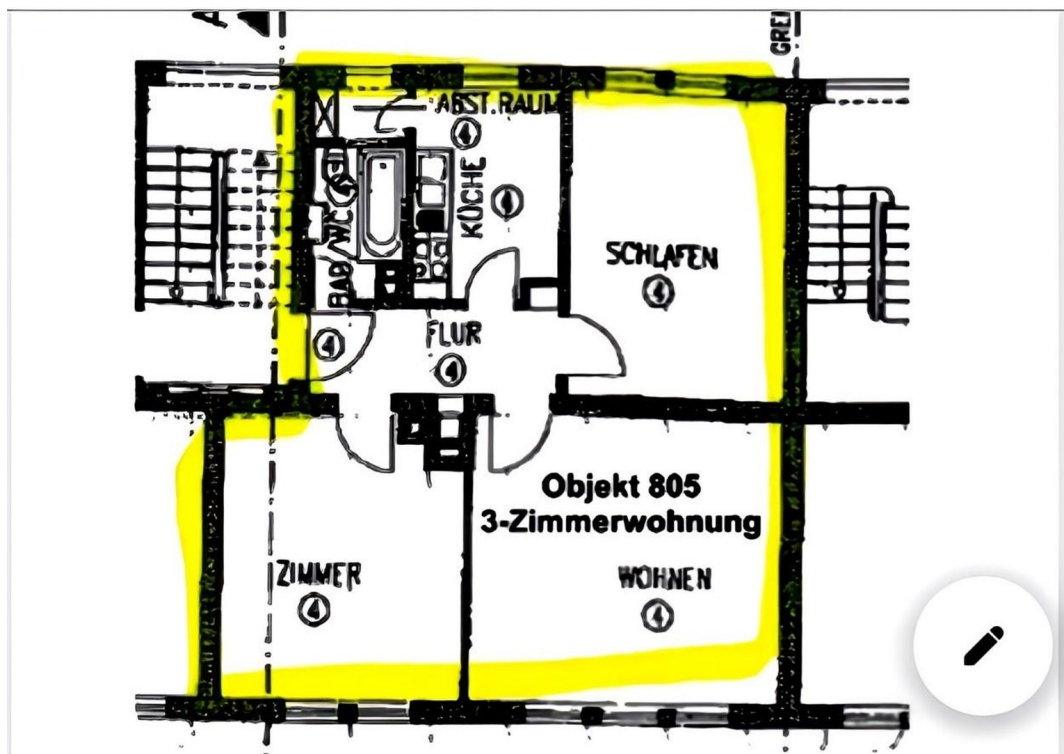 A
GREN
ABST.RAUM
4
KÜCHE
4
BAD/WC
SCHLAFEN
4
4
FLUR
4
Objekt 805
3-Zimmerwohnung
ZIMMER
4
WOHNEN
4